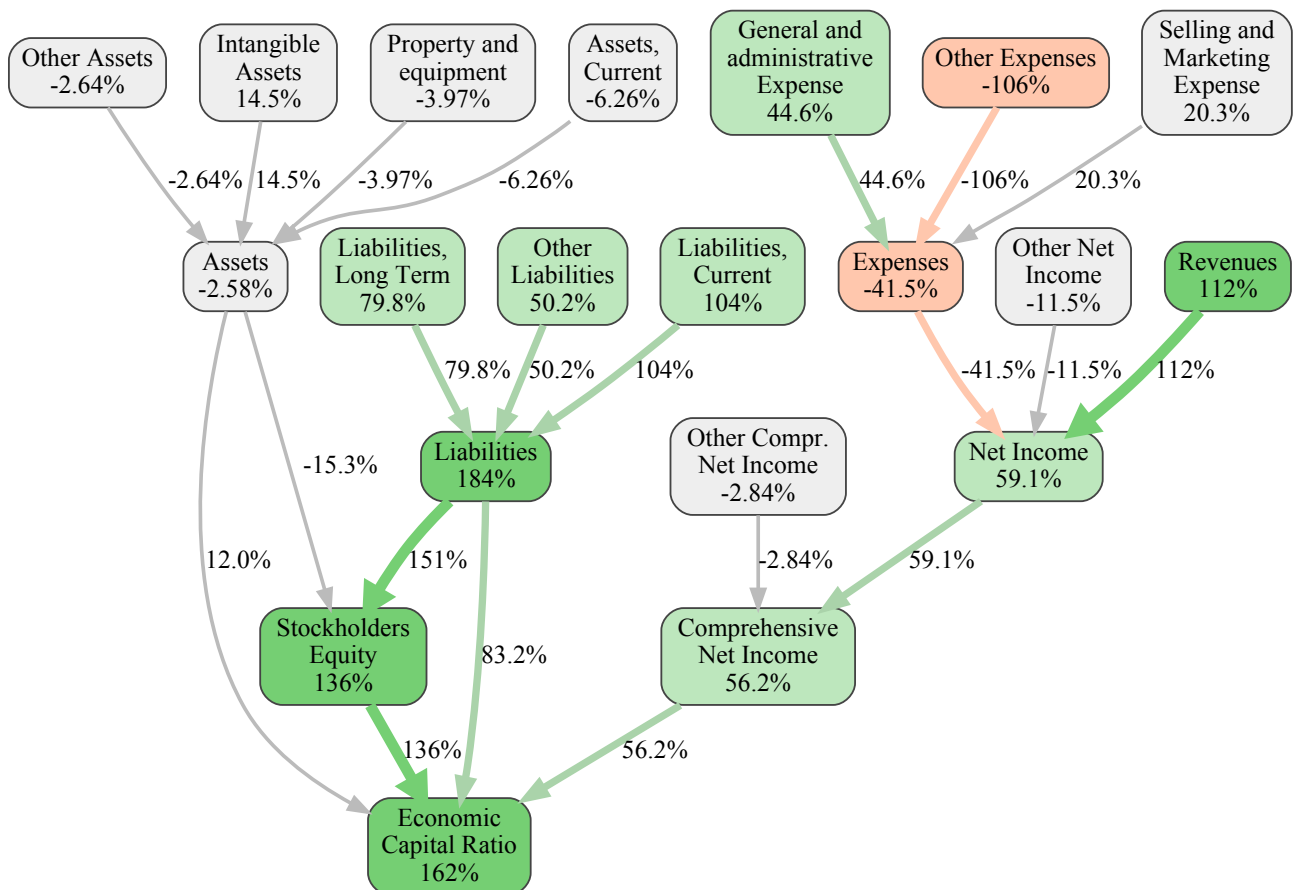 Other Assets
-2.64%
Intangible
Assets
14.5%
Property and
equipment
-3.97%
Assets,
Current
-6.26%
General and
administrative
Expense
44.6%
Other Expenses
-106%
Selling and
Marketing
Expense
20.3%
-2.64%
14.5%
-3.97%
-6.26%
44.6%
-106%
20.3%
Assets
-2.58%
Liabilities,
Long Term
79.8%
Other
Liabilities
50.2%
Liabilities,
Current
104%
Expenses
-41.5%
Other Net
Income
-11.5%
Revenues
112%
79.8%
50.2%
104%
-41.5%
-11.5%
112%
-15.3%
Liabilities
184%
Other Compr.
Net Income
-2.84%
Net Income
59.1%
12.0%
151%
-2.84%
59.1%
Stockholders
Equity
136%
83.2%
Comprehensive
Net Income
56.2%
136%
56.2%
Economic
Capital Ratio
162%